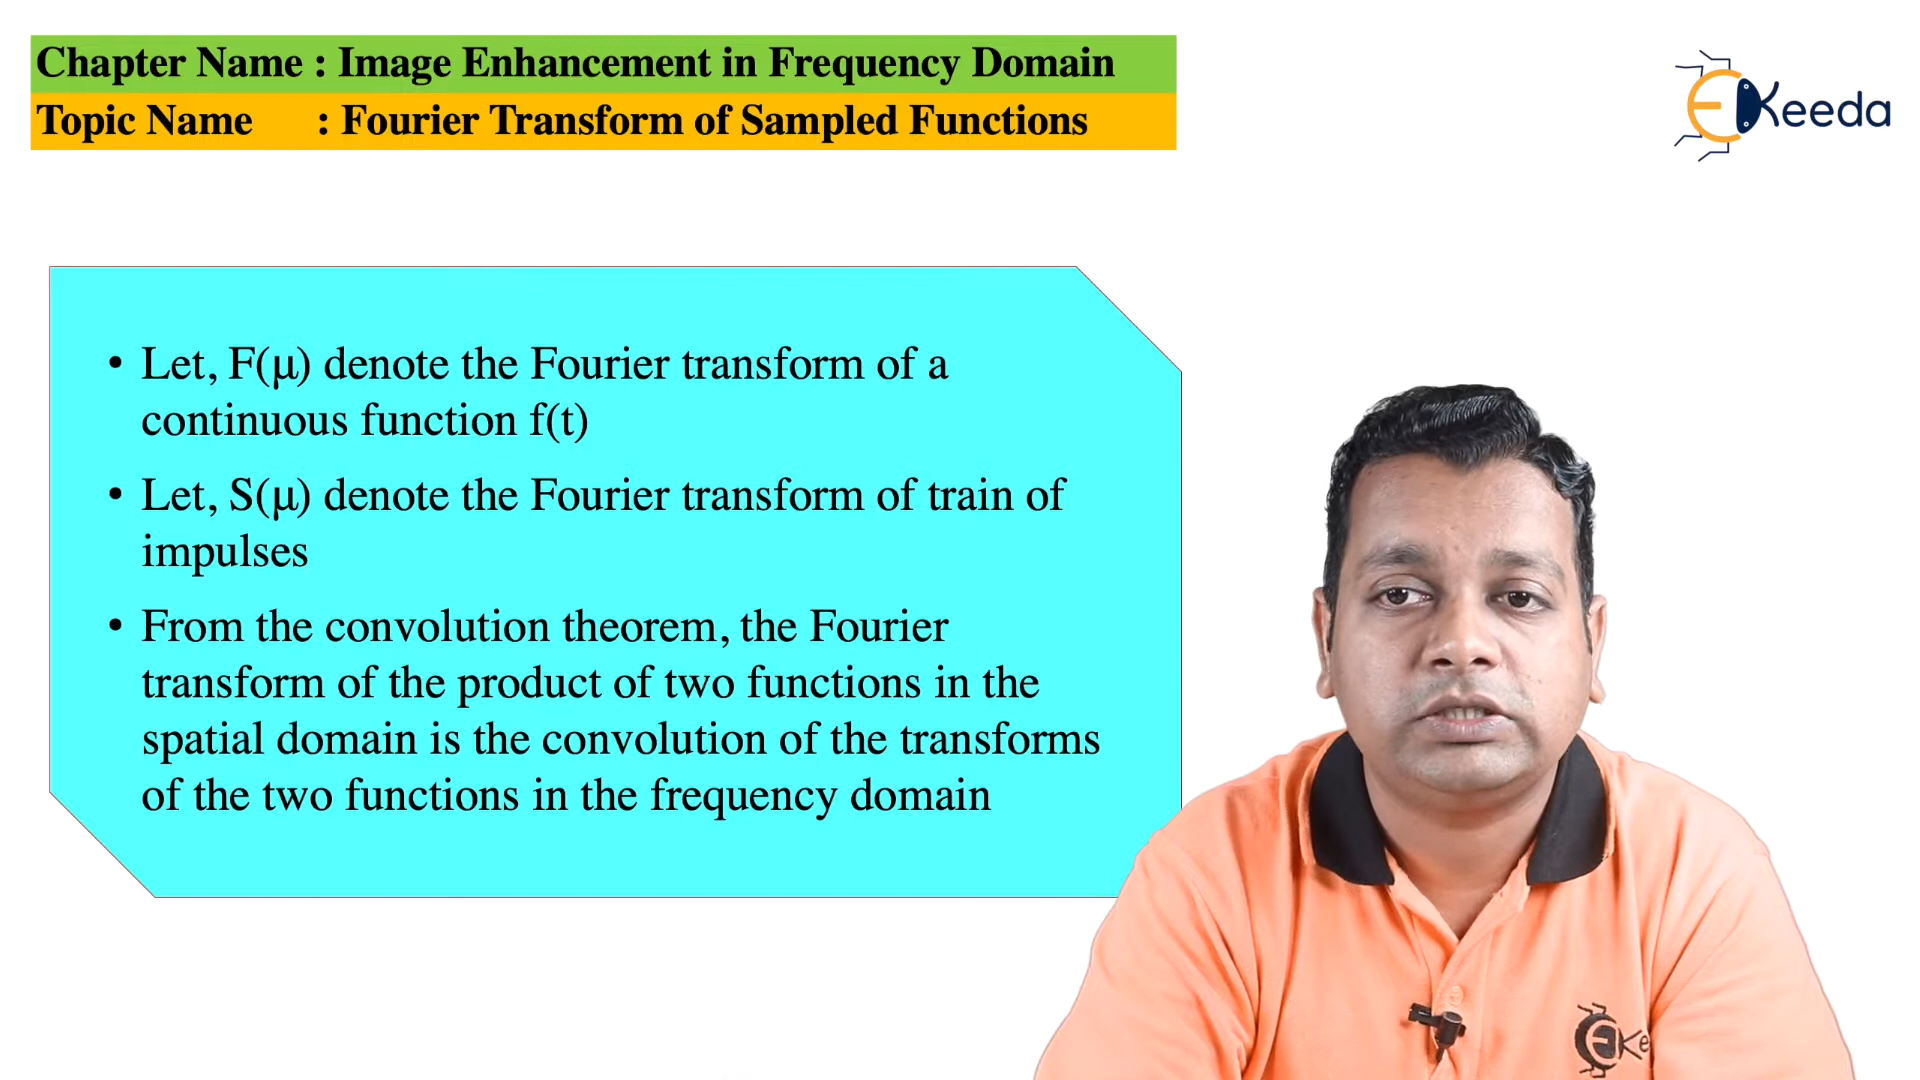 Chapter Name : Image Enhancement in Frequency Domain
Topic Name : Fourier Transform of Sampled Functions
EKeeda
• Let, F(μ) denote the Fourier transform of a
continuous function f(t)
• Let, S(μ) denote the Fourier transform of train of
impulses
• From the convolution theorem, the Fourier
transform of the product of two functions in the
spatial domain is the convolution of the transforms
of the two functions in the frequency domain
EKe